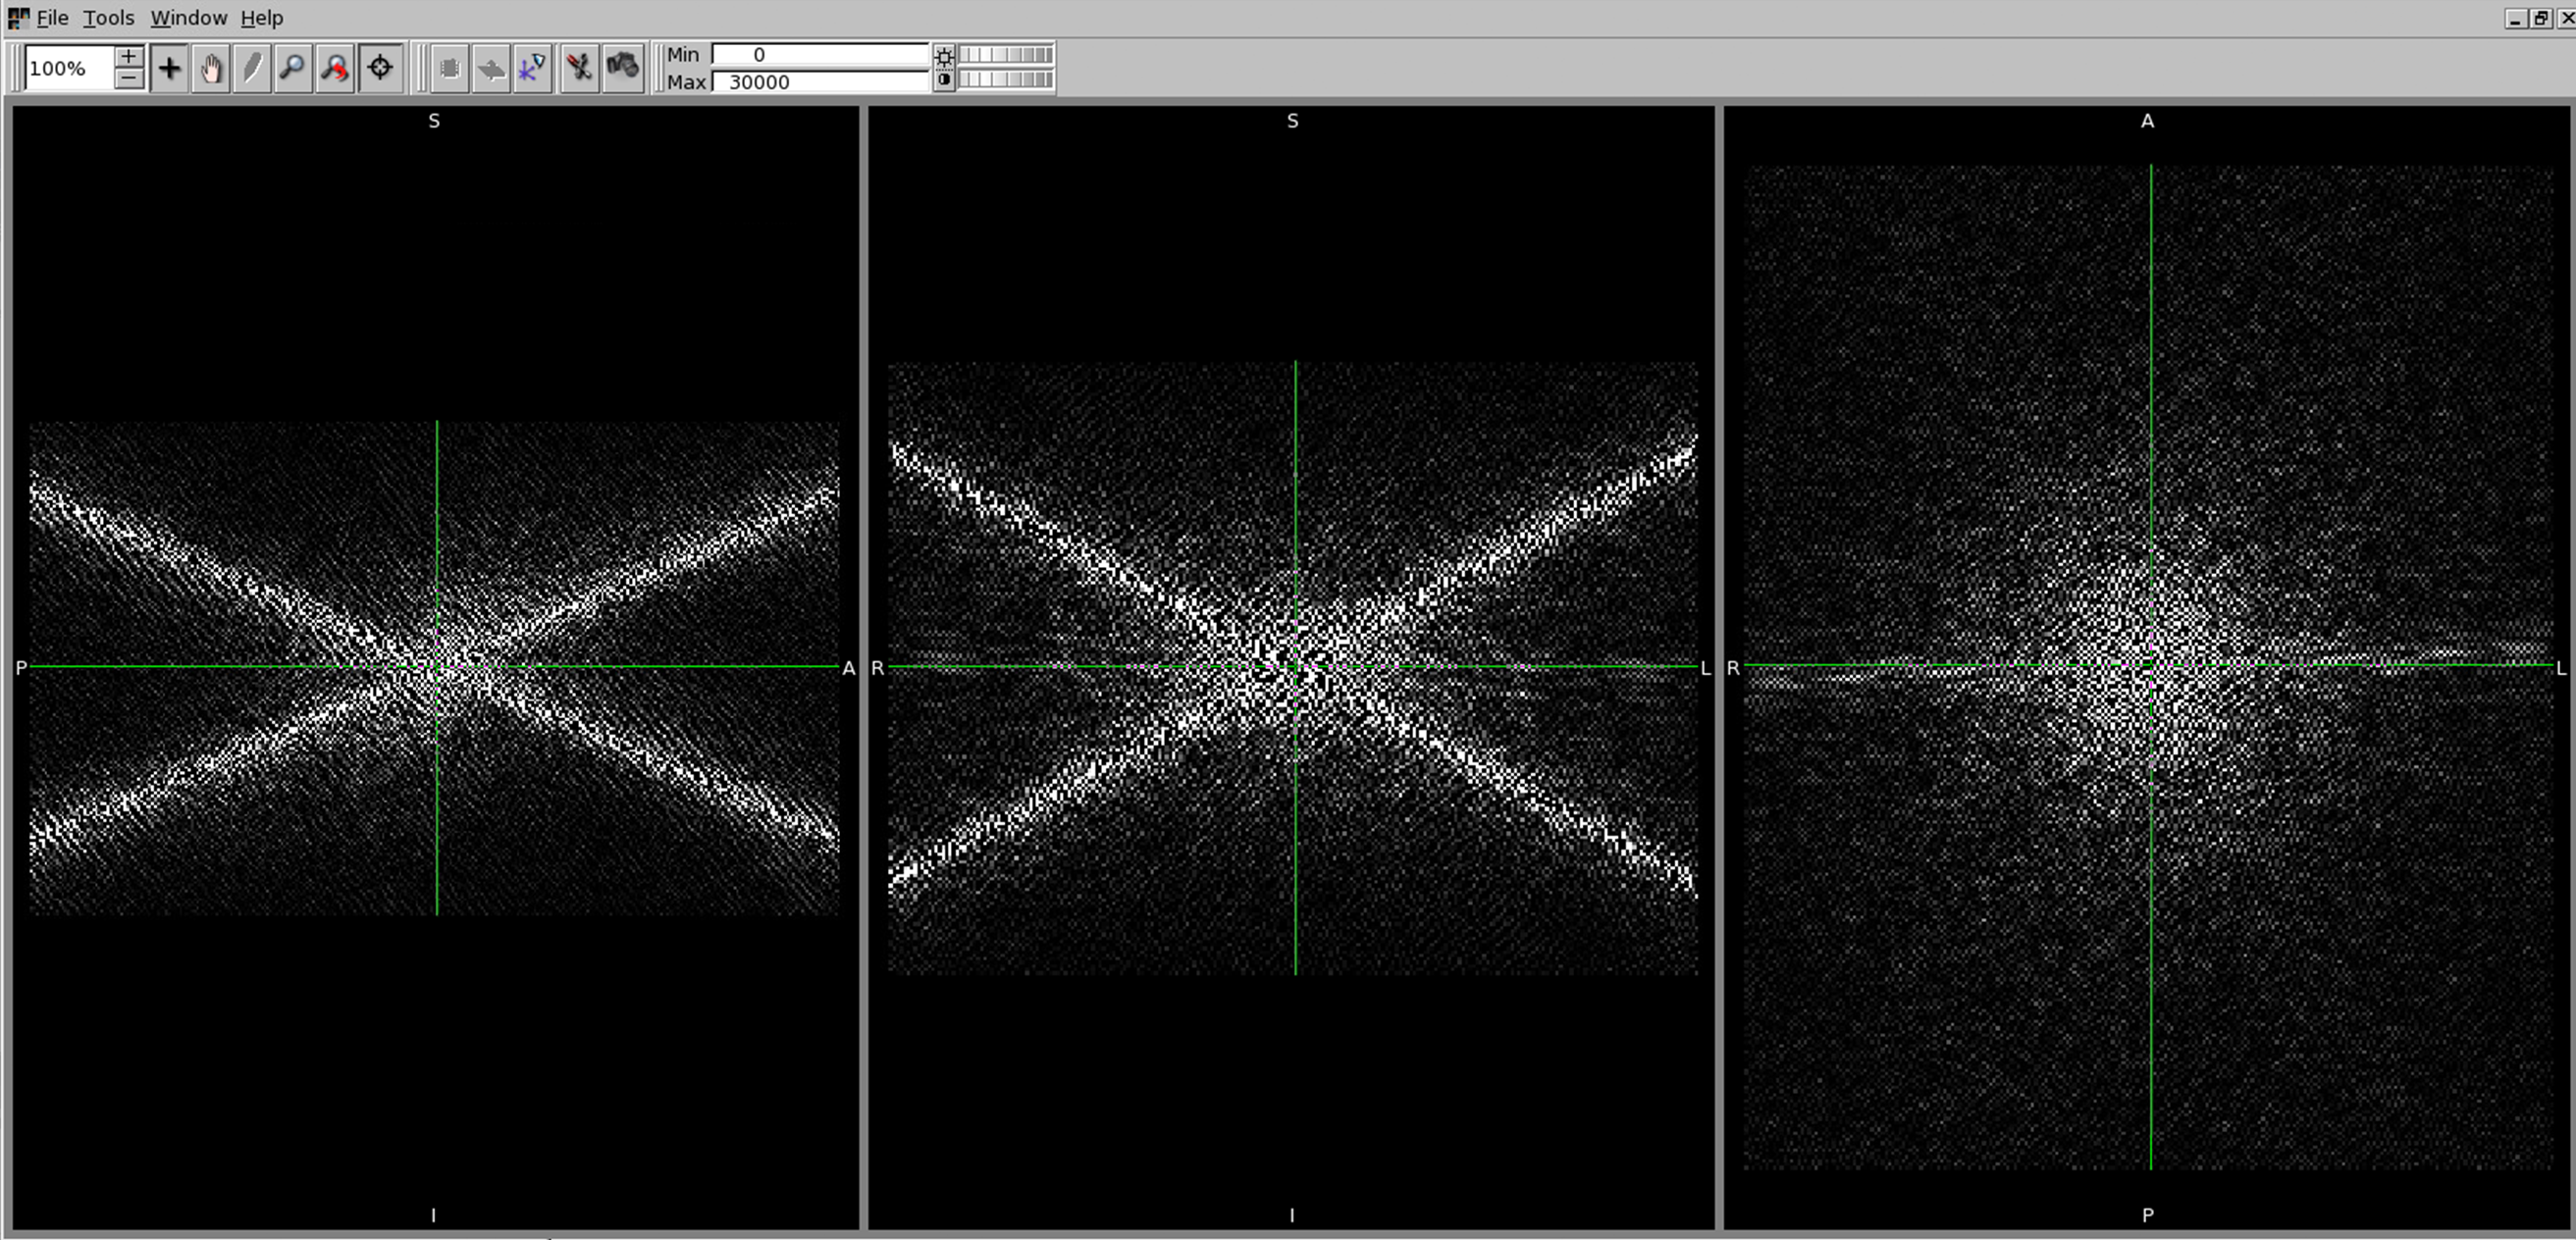 File Tools Window Help
100%
Min 0
Max 30000
S S A
P A R L R L
I I P